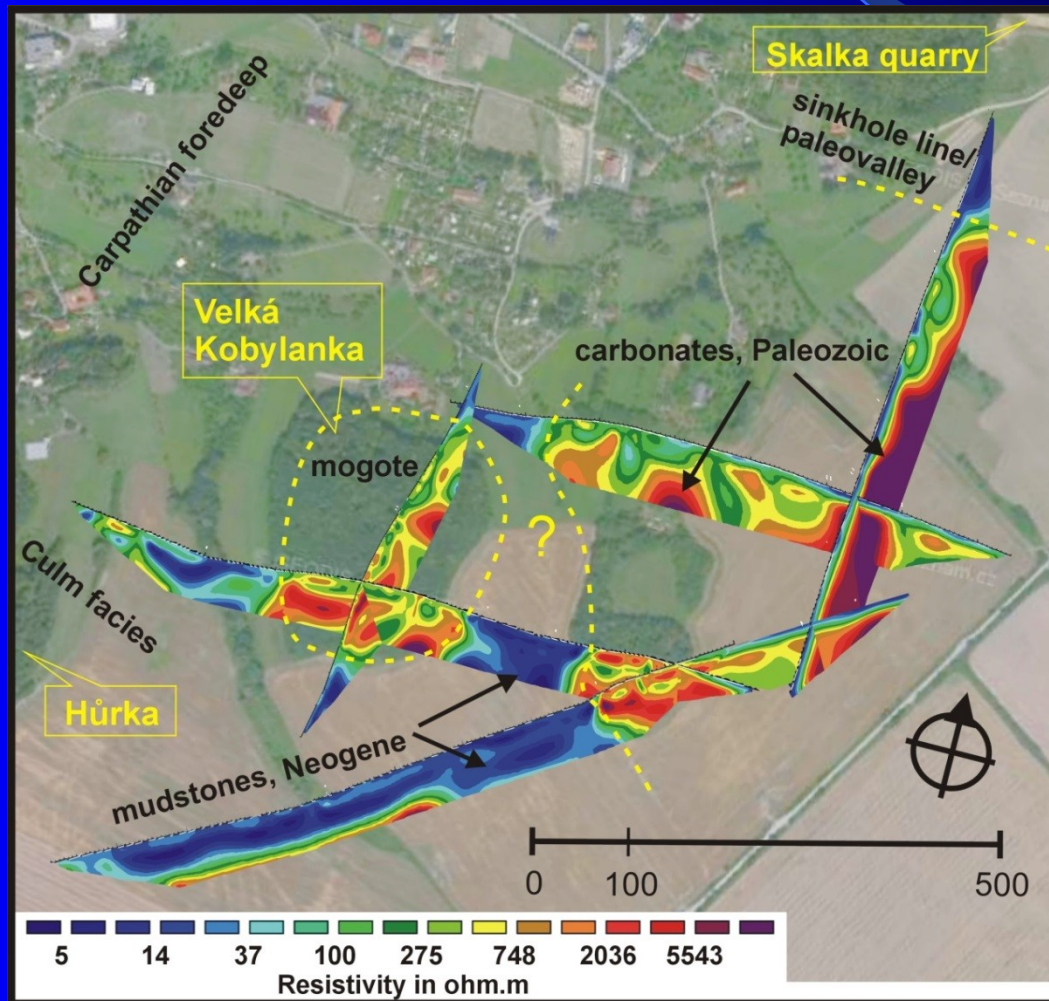 Skalka quarry
sinkhole line/
paleovalley
Carpathian foredeep
Velká
Kobylanka
carbonates, Paleozoic
mogote
?
Culm facies
Hůrka
mudstones, Neogene
0 100 500
5 14 37 100 275 748 2036 5543
Resistivity in ohm.m